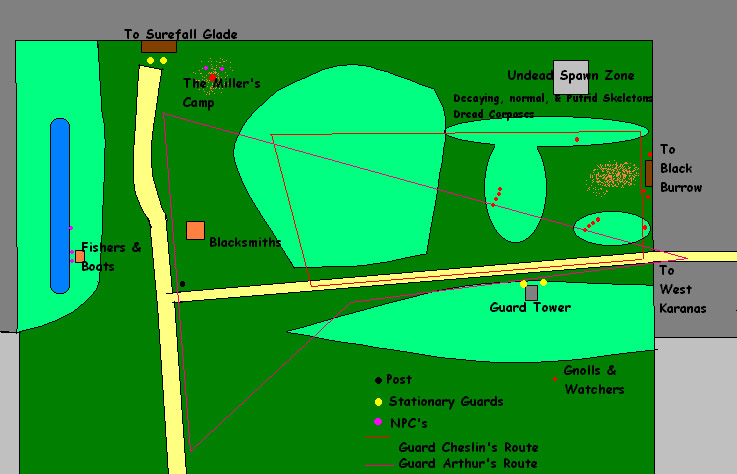 To Surefall Glade
The Miller's
Camp
Undead Spawn Zone
Decaying, normal, & Putrid Skeletons
Dread Corpses
To
Black
Burrow
Blacksmiths
Fishers &
Boats
To
West
Karanas
Guard Tower
Gnolls &
Watchers
Post
Stationary Guards
NPC's
Guard Cheslin's Route
Guard Arthur's Route